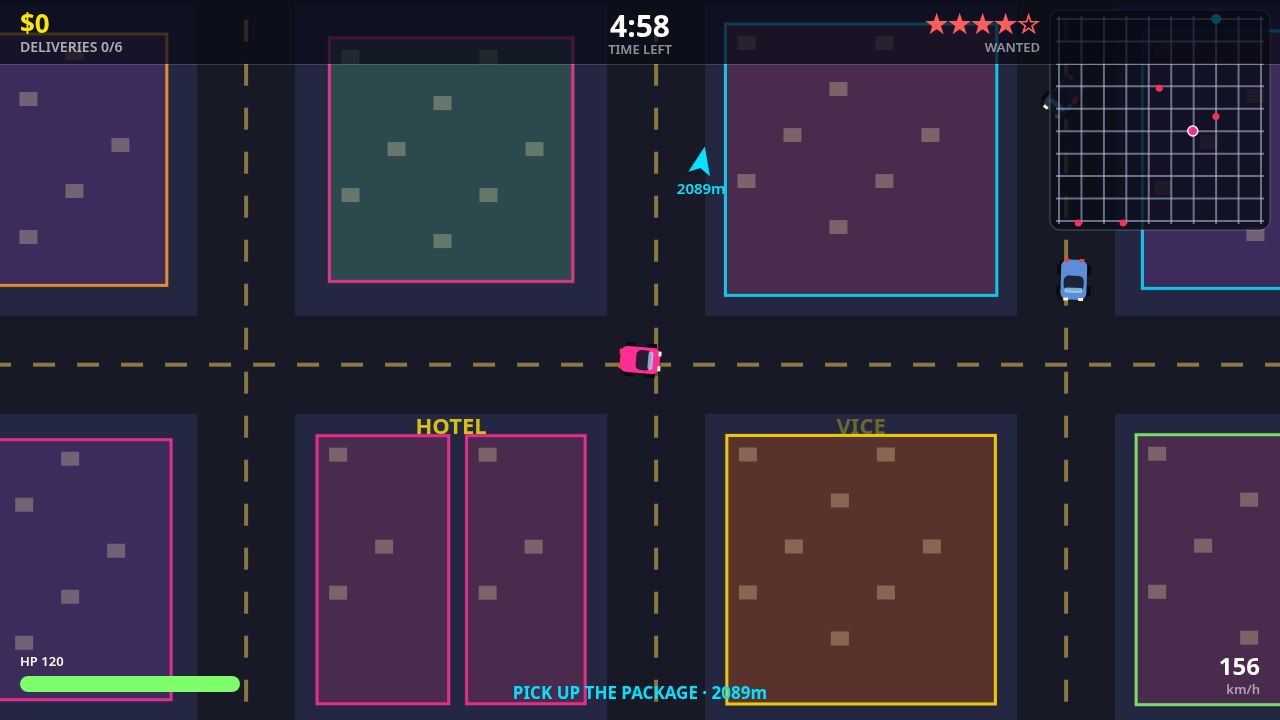 $0
DELIVERIES 0/6
4:58
TIME LEFT
★★★★☆
WANTED
2089m
HOTEL
VICE
HP 120
PICK UP THE PACKAGE · 2089m
156
km/h